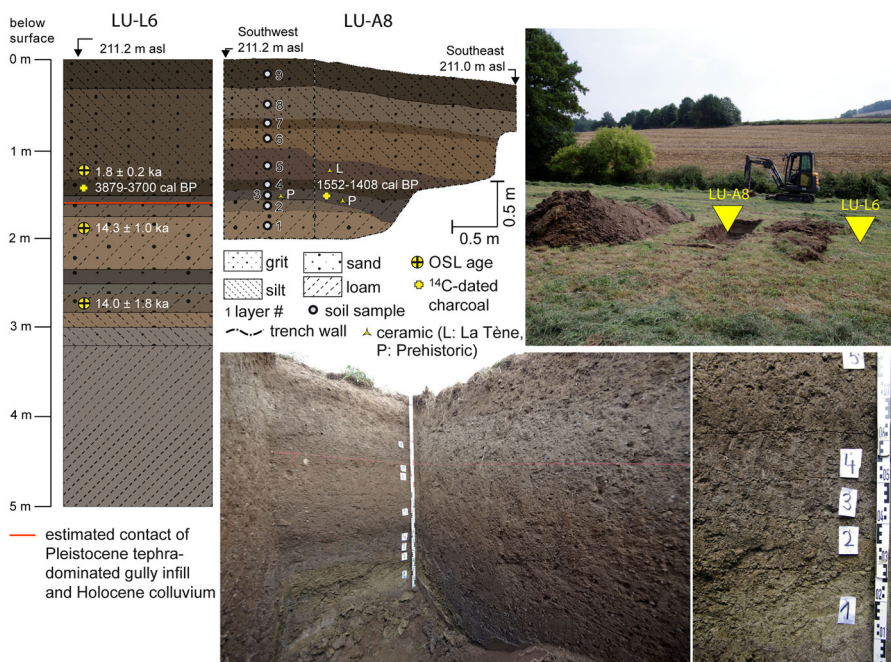 LU-L6
LU-A8
below
surface
211.2 m asl
Southwest
211.2 m asl
Southeast
211.0 m asl
0 m
1 m
2 m
3 m
4 m
5 m
1.8 ± 0.2 ka
3879-3700 cal BP
14.3 ± 1.0 ka
14.0 ± 1.8 ka
9
8
7
6
5
4
3
2
1
L
1552-1408 cal BP
P
P
0.5 m
0.5 m
grit
sand
OSL age
silt
loam
14C-dated
charcoal
1 layer #
soil sample
trench wall
ceramic (L: La Tène,
P: Prehistoric)
estimated contact of
Pleistocene tephra-
dominated gully infill
and Holocene colluvium
LU-A8
LU-L6
5
4
3
2
1